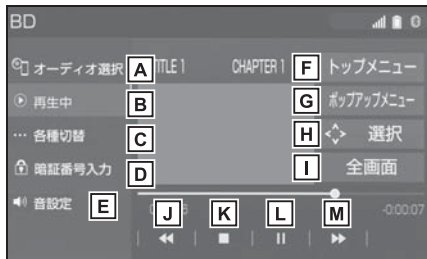 BD
オーディオ選択 A TITLE 1 CHAPTER 1 F トップメニュー
再生中 B G ポップアップメニュー
各種切替 C H 選択
暗証番号入力 D I 全画面
音設定 E
J K L M -0:00:07